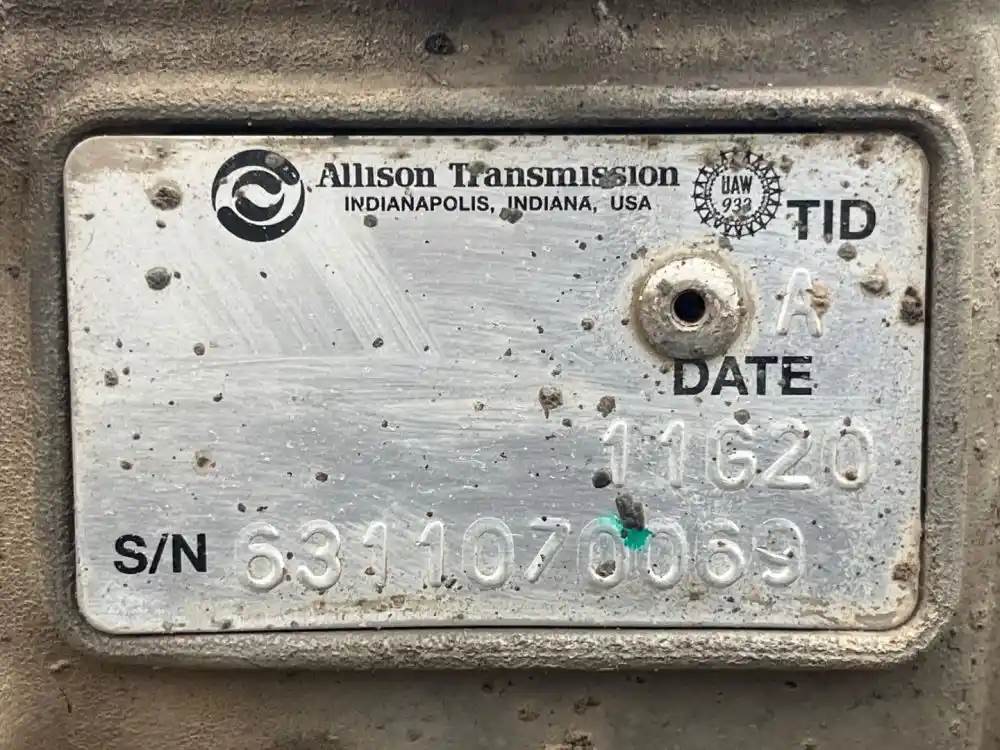 Allison Transmission
INDIANAPOLIS, INDIANA, USA
UAW
933
TID
A
DATE
11G20
S/N 6311070069